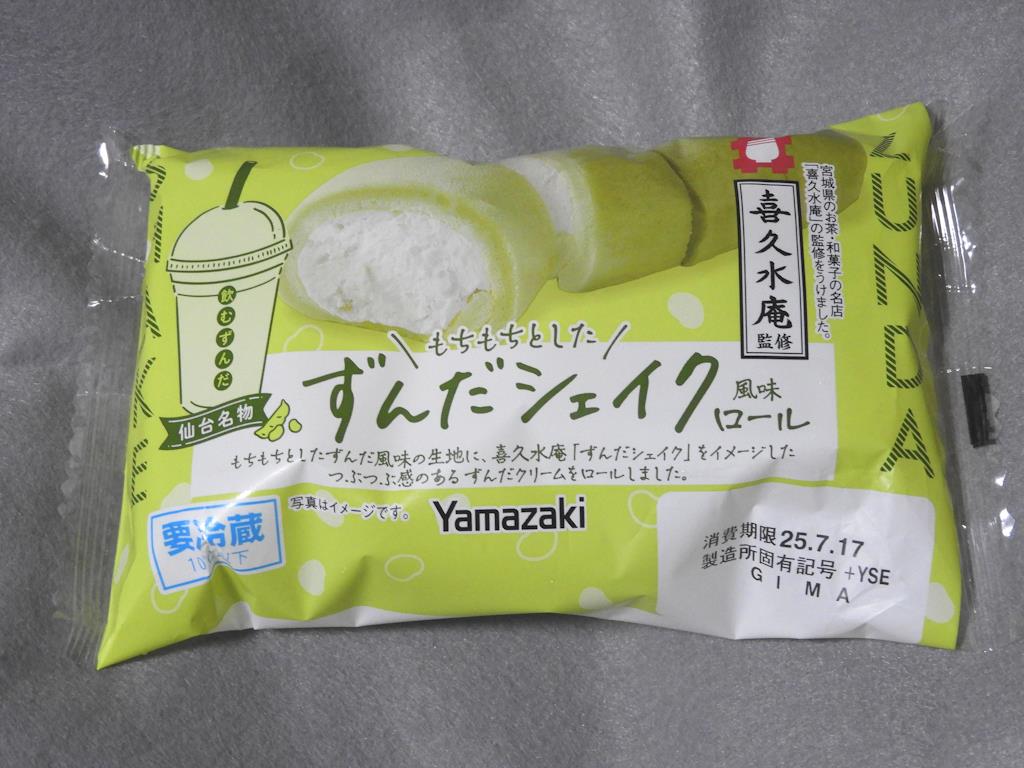 宮城県のお茶・和菓子の名店
「喜久水庵」の監修をうけました。
喜久水庵
監修
飲むずんだ
仙台名物
もちもちとした
ずんだシェイク
風味
ロール
もちもちとしたずんだ風味の生地に、喜久水庵「ずんだシェイク」をイメージした
つぶつぶ感のあるずんだクリームをロールしました。
写真はイメージです。
Yamazaki
要冷蔵
ZUNDA
消費期限 25.7.17
製造所固有記号 +YSE
G I M A